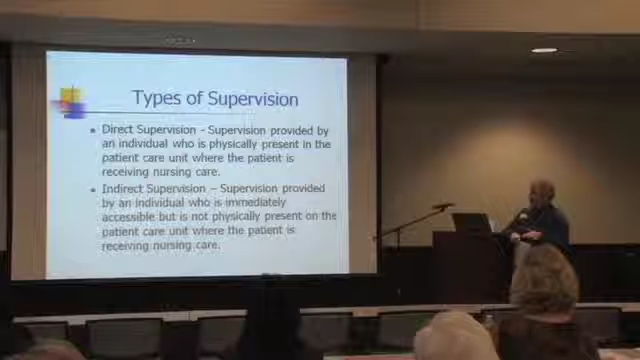 Types of Supervision
Direct Supervision - Supervision provided by
an individual who is physically present in the
patient care unit where the patient is
receiving nursing care.
Indirect Supervision – Supervision provided
by an individual who is immediately
accessible but is not physically present on the
patient care unit where the patient is
receiving nursing care.